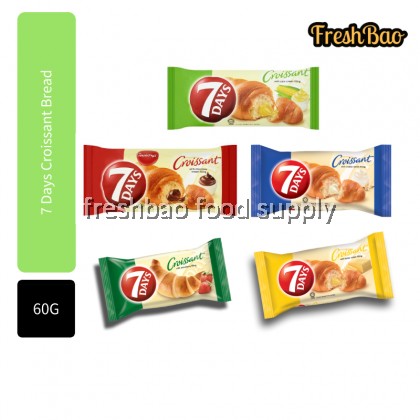 FreshBao
7 Days Croissant Bread
60G
7 DAYS
Croissant
7 DAYS
Croissant
7 DAYS
Croissant
freshbao food supply
7 DAYS
Croissant
7 DAYS
Croissant